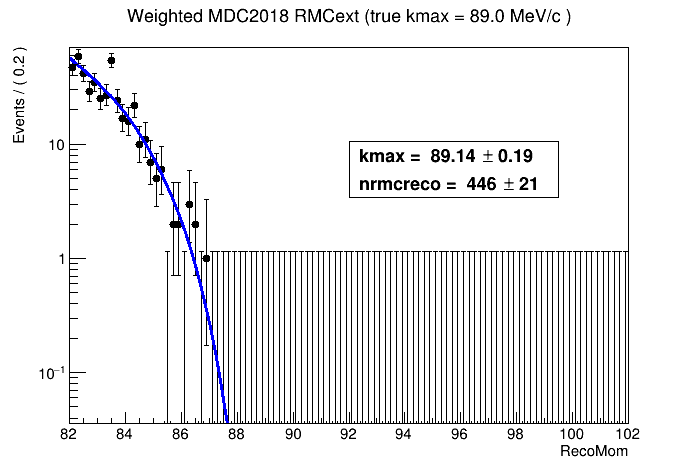 Weighted MDC2018 RMCext (true kmax = 89.0 MeV/c )
Events / ( 0.2 )
10
1
10⁻¹
kmax = 89.14 ± 0.19
nrmcreco = 446 ± 21
82 84 86 88 90 92 94 96 98 100 102
RecoMom